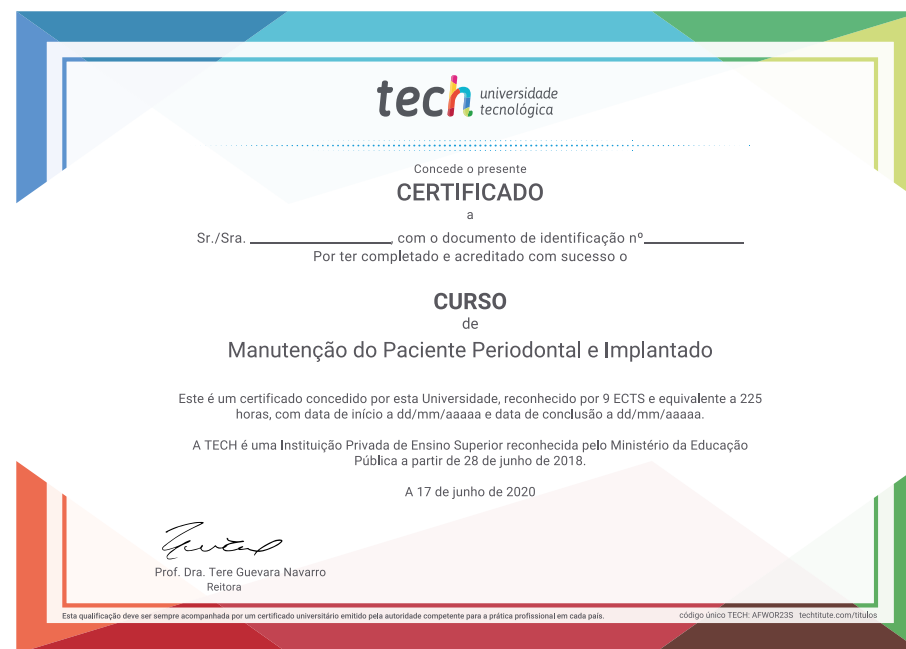 tech universidade
tecnológica
Concede o presente
CERTIFICADO
a
Sr./Sra. ____________________, com o documento de identificação nº______________
Por ter completado e acreditado com sucesso o
CURSO
de
Manutenção do Paciente Periodontal e Implantado
Este é um certificado concedido por esta Universidade, reconhecido por 9 ECTS e equivalente a 225
horas, com data de início a dd/mm/aaaaa e data de conclusão a dd/mm/aaaaa.
A TECH é uma Instituição Privada de Ensino Superior reconhecida pelo Ministério da Educação
Pública a partir de 28 de junho de 2018.
A 17 de junho de 2020
Prof. Dra. Tere Guevara Navarro
Reitora
Esta qualificação deve ser sempre acompanhada por um certificado universitário emitido pela autoridade competente para a prática profissional em cada país.
código único TECH: AFWOR23S techtitute.com/titulos